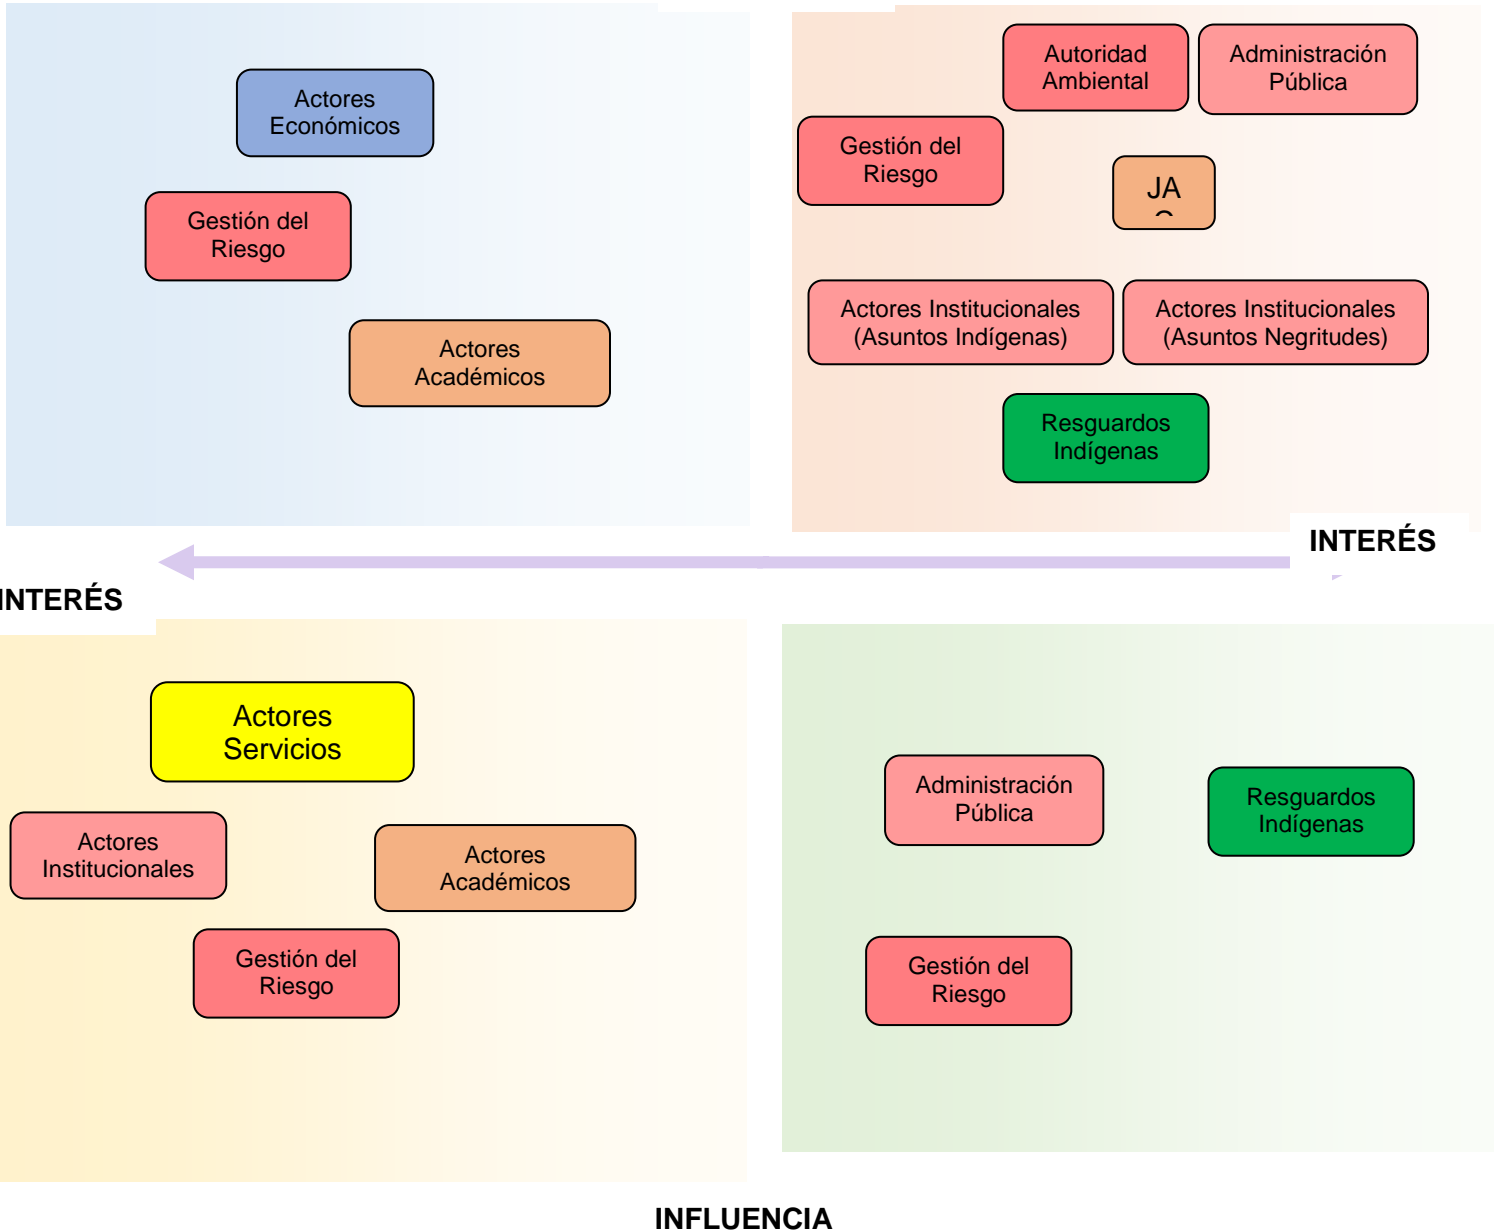 Actores
Económicos
Gestión del
Riesgo
Actores
Académicos
Autoridad
Ambiental
Administración
Pública
Gestión del
Riesgo
JA
Actores Institucionales
(Asuntos Indígenas)
Actores Institucionales
(Asuntos Negritudes)
Resguardos
Indígenas
INTERÉS
INTERÉS
Actores
Servicios
Actores
Institucionales
Actores
Académicos
Gestión del
Riesgo
Administración
Pública
Resguardos
Indígenas
Gestión del
Riesgo
INFLUENCIA